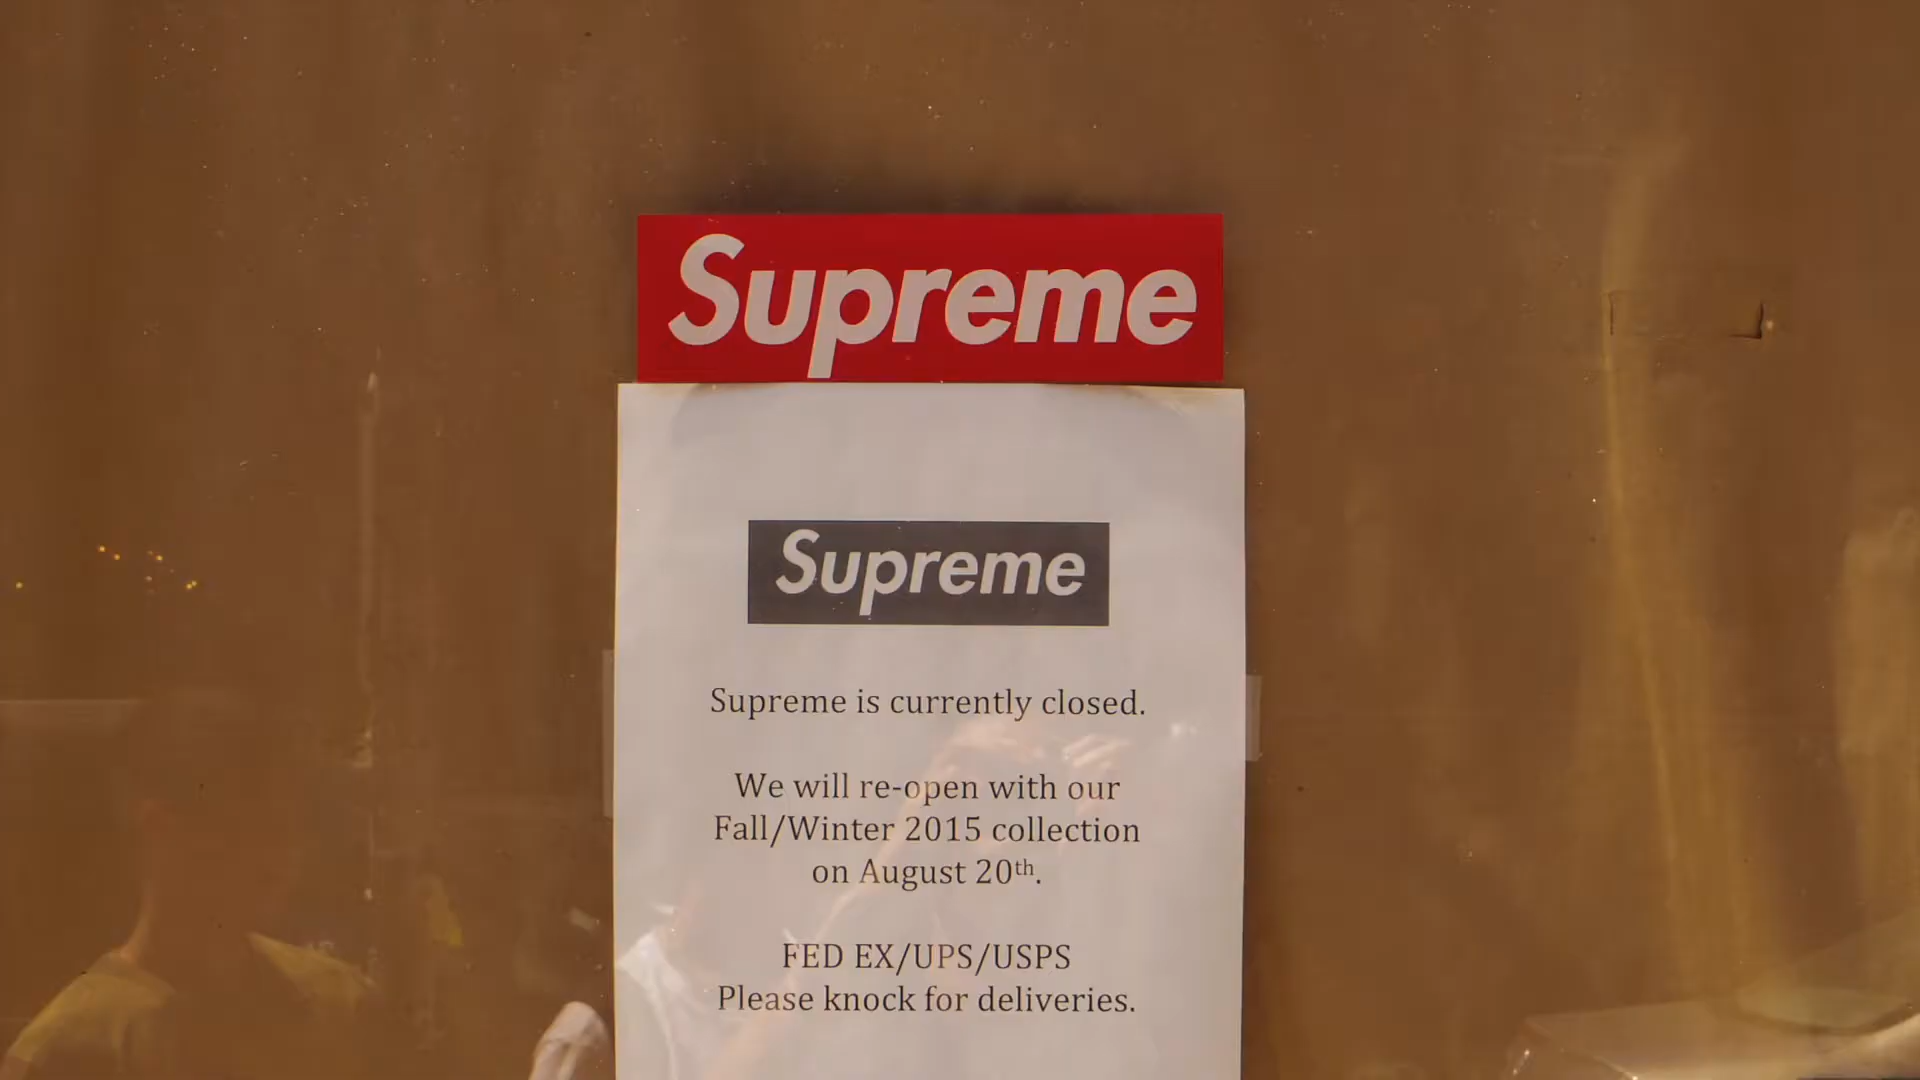 Supreme
Supreme
Supreme is currently closed.
We will re-open with our
Fall/Winter 2015 collection
on August 20th.
FED EX/UPS/USPS
Please knock for deliveries.